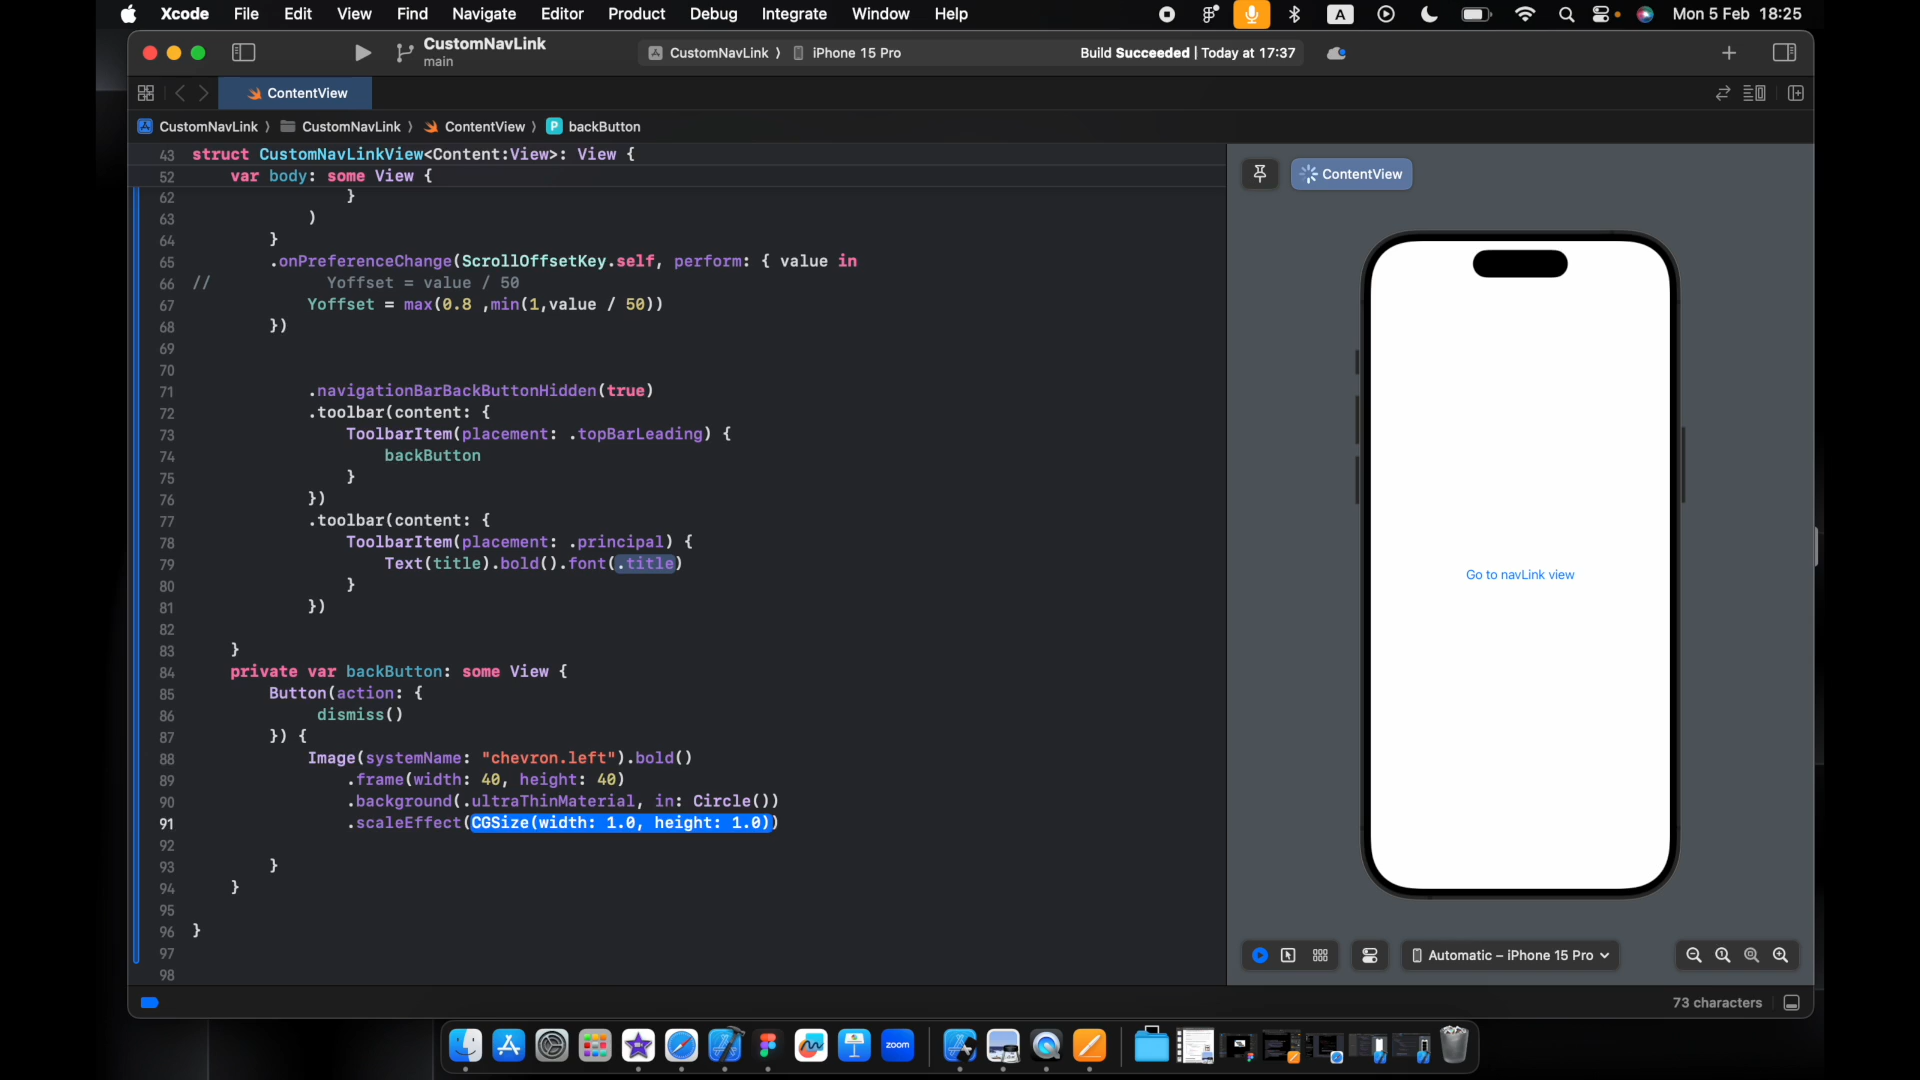 Xcode File Edit View Find Navigate Editor Product Debug Integrate Window Help A Mon 5 Feb 18:25
CustomNavLink
main
CustomNavLink ⟩ iPhone 15 Pro
Build Succeeded | Today at 17:37
ContentView
CustomNavLink ⟩ CustomNavLink ⟩ ContentView ⟩ P backButton
43 struct CustomNavLinkView<Content:View>: View {
52 var body: some View {
62 }
63 )
64 }
65 .onPreferenceChange(ScrollOffsetKey.self, perform: { value in
66 // Yoffset = value / 50
67 Yoffset = max(0.8 ,min(1,value / 50))
68 })
69
70
71 .navigationBarBackButtonHidden(true)
72 .toolbar(content: {
73 ToolbarItem(placement: .topBarLeading) {
74 backButton
75 }
76 })
77 .toolbar(content: {
78 ToolbarItem(placement: .principal) {
79 Text(title).bold().font(.title)
80 }
81 })
82
83 }
84 private var backButton: some View {
85 Button(action: {
86 dismiss()
87 }) {
88 Image(systemName: "chevron.left").bold()
89 .frame(width: 40, height: 40)
90 .background(.ultraThinMaterial, in: Circle())
91 .scaleEffect(CGSize(width: 1.0, height: 1.0))
92
93 }
94 }
95
96 }
97
98
ContentView
Go to navLink view
Automatic – iPhone 15 Pro
73 characters
zoom